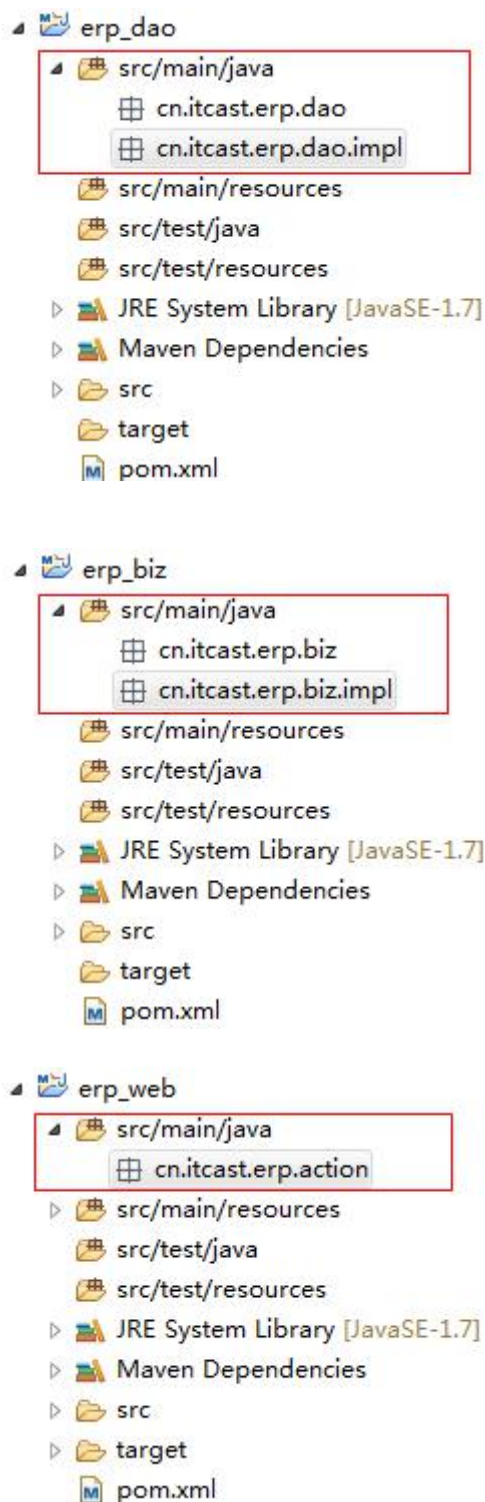 erp_dao
src/main/java
cn.itcast.erp.dao
cn.itcast.erp.dao.impl
src/main/resources
src/test/java
src/test/resources
JRE System Library [JavaSE-1.7]
Maven Dependencies
src
target
pom.xml
erp_biz
src/main/java
cn.itcast.erp.biz
cn.itcast.erp.biz.impl
src/main/resources
src/test/java
src/test/resources
JRE System Library [JavaSE-1.7]
Maven Dependencies
src
target
pom.xml
erp_web
src/main/java
cn.itcast.erp.action
src/main/resources
src/test/java
src/test/resources
JRE System Library [JavaSE-1.7]
Maven Dependencies
src
target
pom.xml